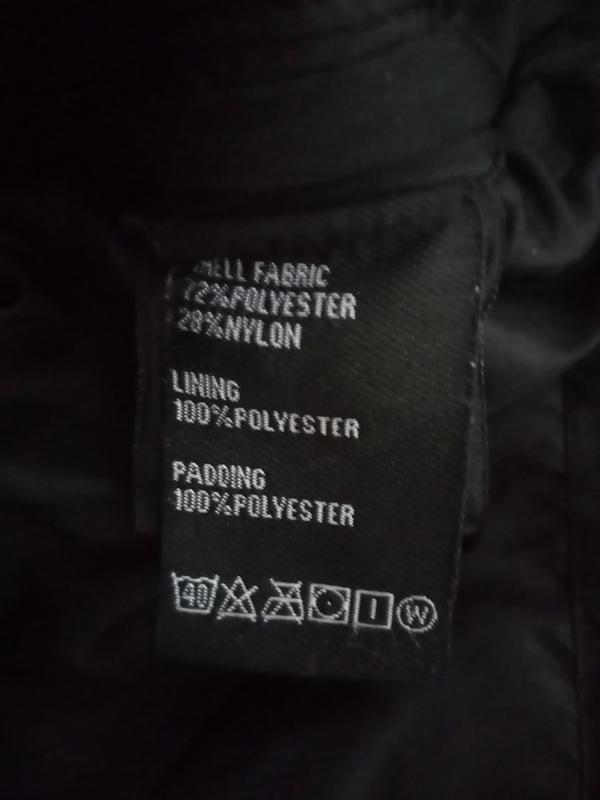 SHELL FABRIC
72%POLYESTER
28%NYLON
LINING
100%POLYESTER
PADDING
100%POLYESTER
40 W